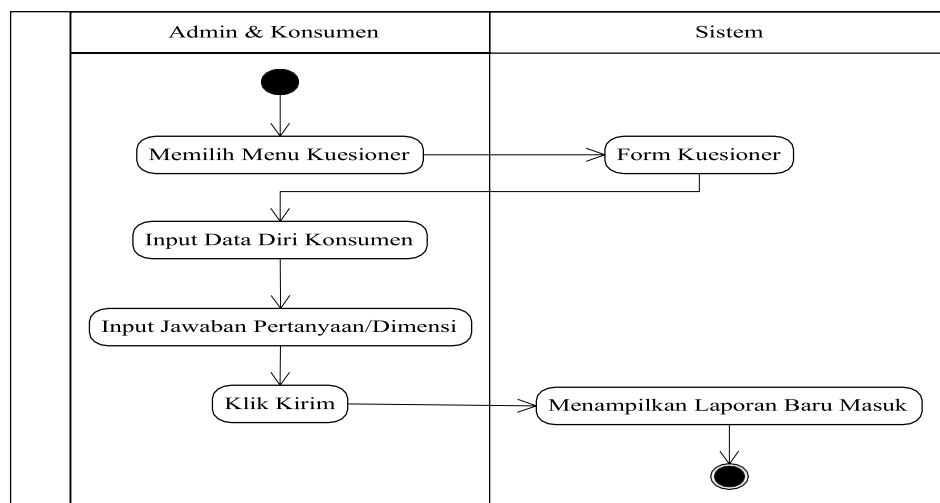 Admin & Konsumen
Sistem
Memilih Menu Kuesioner
Form Kuesioner
Input Data Diri Konsumen
Input Jawaban Pertanyaan/Dimensi
Klik Kirim
Menampilkan Laporan Baru Masuk